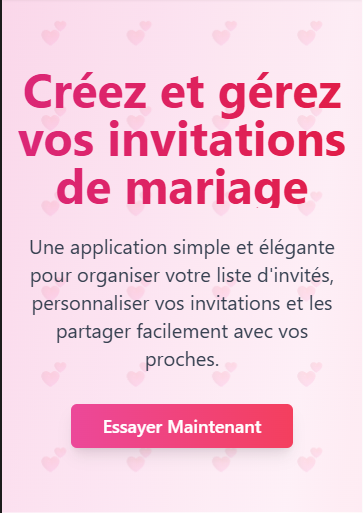 Créez et gérez
vos invitations
de mariage
Une application simple et élégante
pour organiser votre liste d'invités,
personnaliser vos invitations et les
partager facilement avec vos
proches.
Essayer Maintenant